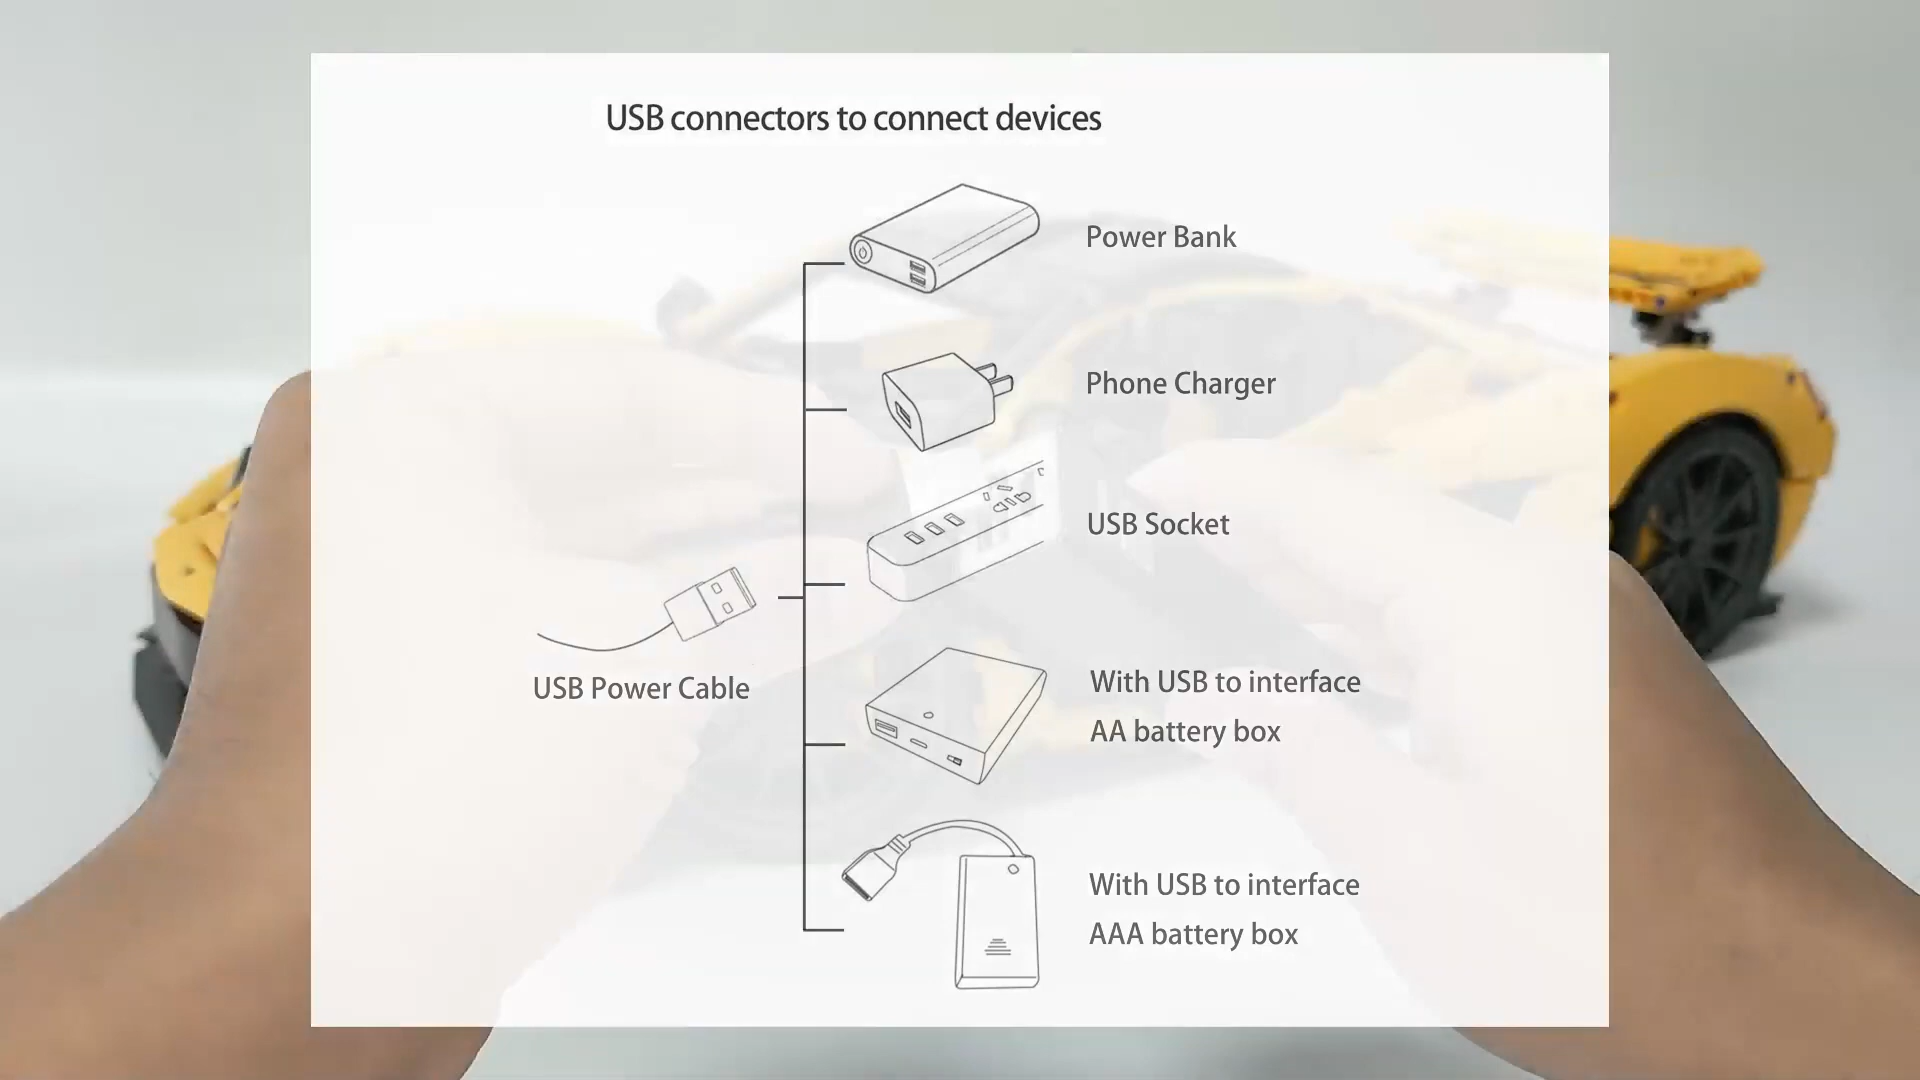 USB connectors to connect devices
Power Bank
Phone Charger
USB Socket
USB Power Cable
With USB to interface
AA battery box
With USB to interface
AAA battery box